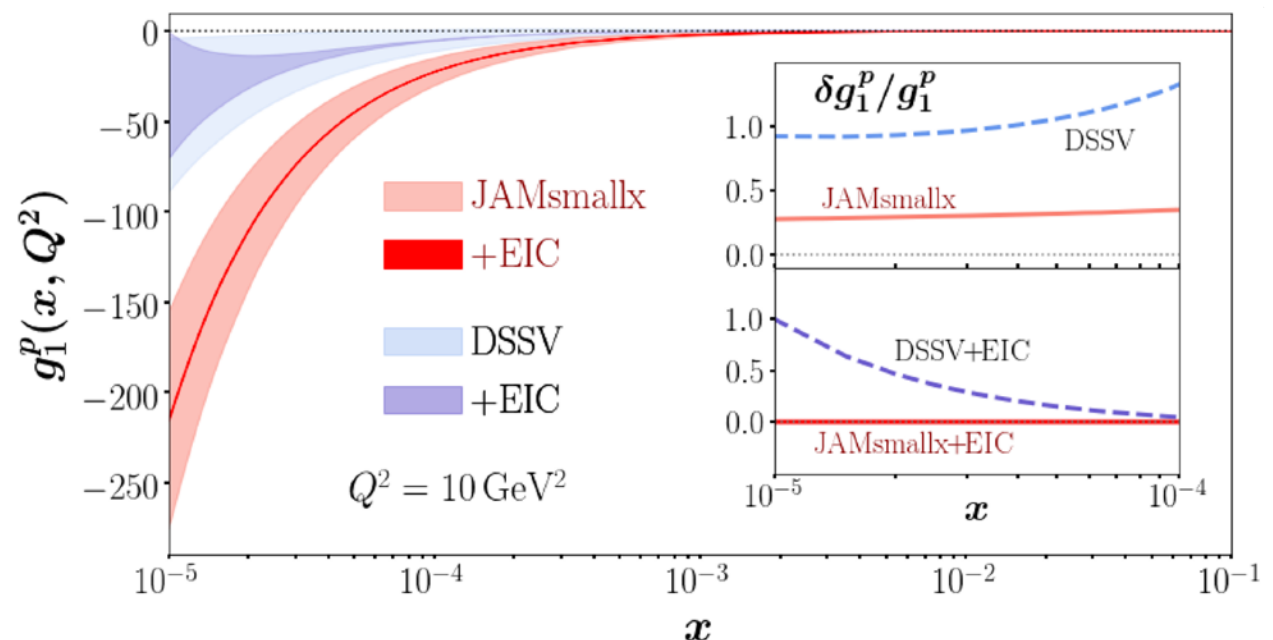 g₁ᵖ(x, Q²)
0
−50
−100
−150
−200
−250
JAMsmallx
+EIC
DSSV
+EIC
Q² = 10 GeV²
10⁻⁵
10⁻⁴
10⁻³
10⁻²
10⁻¹
x
δg₁ᵖ/g₁ᵖ
1.0
0.5
0.0
DSSV
JAMsmallx
1.0
0.5
0.0
DSSV+EIC
JAMsmallx+EIC
10⁻⁵
10⁻⁴
x